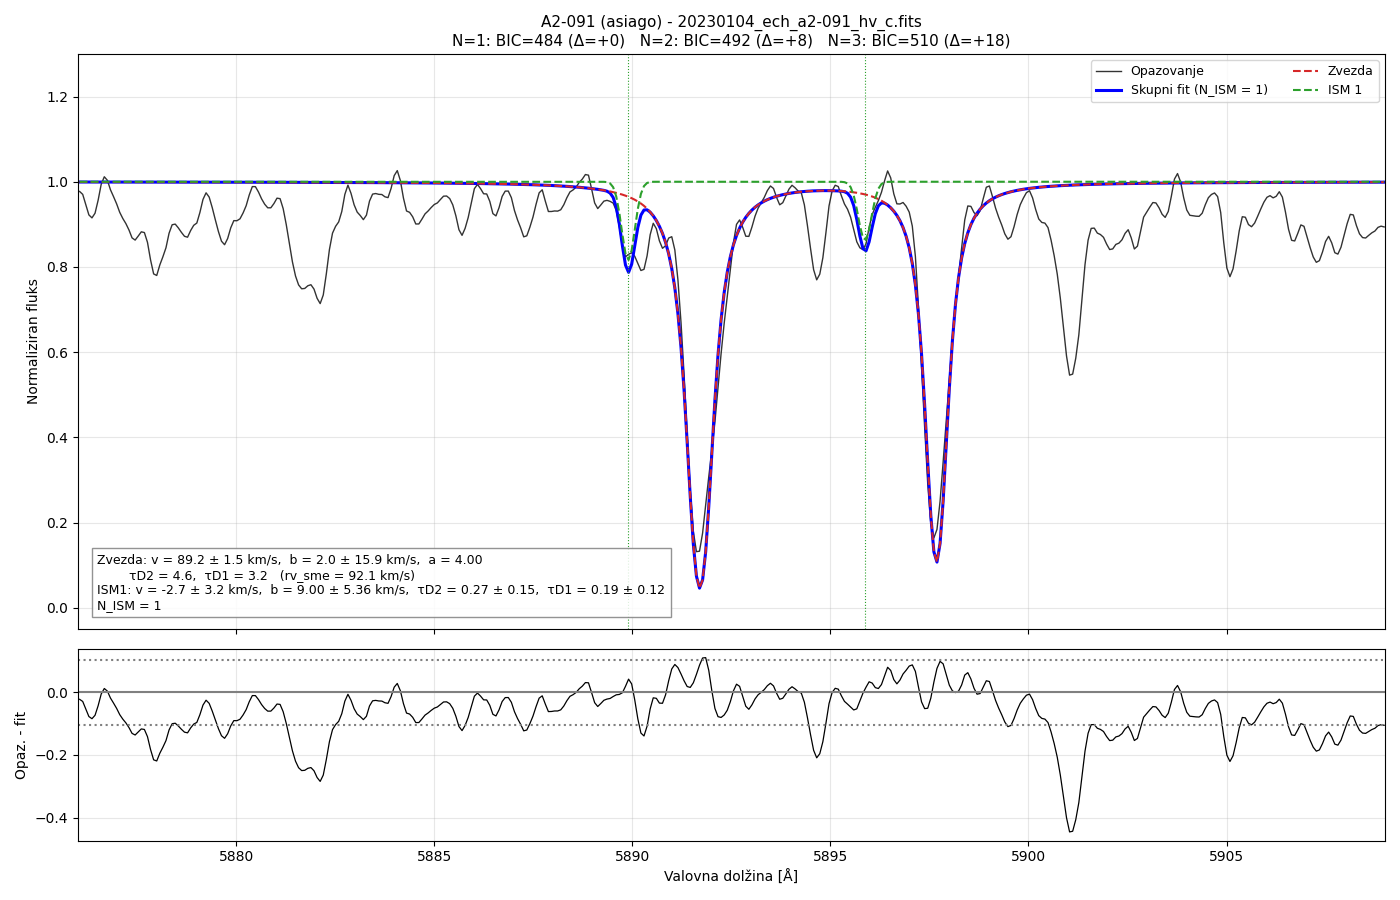 A2-091 (asiago) - 20230104_ech_a2-091_hv_c.fits
N=1: BIC=484 (Δ=+0)   N=2: BIC=492 (Δ=+8)   N=3: BIC=510 (Δ=+18)
Opazovanje
Skupni fit (N_ISM = 1)
Zvezda
ISM 1
Normaliziran fluks
1.2
1.0
0.8
0.6
0.4
0.2
0.0
Zvezda: v = 89.2 ± 1.5 km/s,  b = 2.0 ± 15.9 km/s,  a = 4.00
τD2 = 4.6,  τD1 = 3.2   (rv_sme = 92.1 km/s)
ISM1: v = -2.7 ± 3.2 km/s,  b = 9.00 ± 5.36 km/s,  τD2 = 0.27 ± 0.15,  τD1 = 0.19 ± 0.12
N_ISM = 1
Opaz. - fit
0.0
−0.2
−0.4
5880
5885
5890
5895
5900
5905
Valovna dolžina [Å]